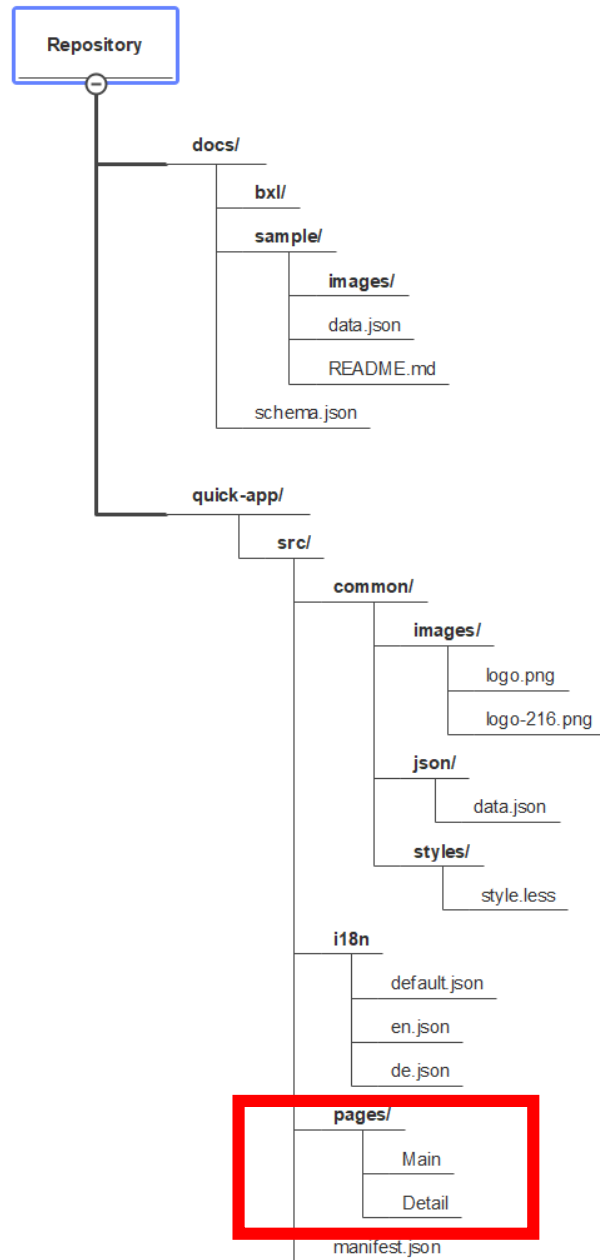 Repository
docs/
bxl/
sample/
images/
data.json
README.md
schema.json
quick-app/
src/
common/
images/
logo.png
logo-216.png
json/
data.json
styles/
style.less
i18n
default.json
en.json
de.json
pages/
Main
Detail
manifest.json